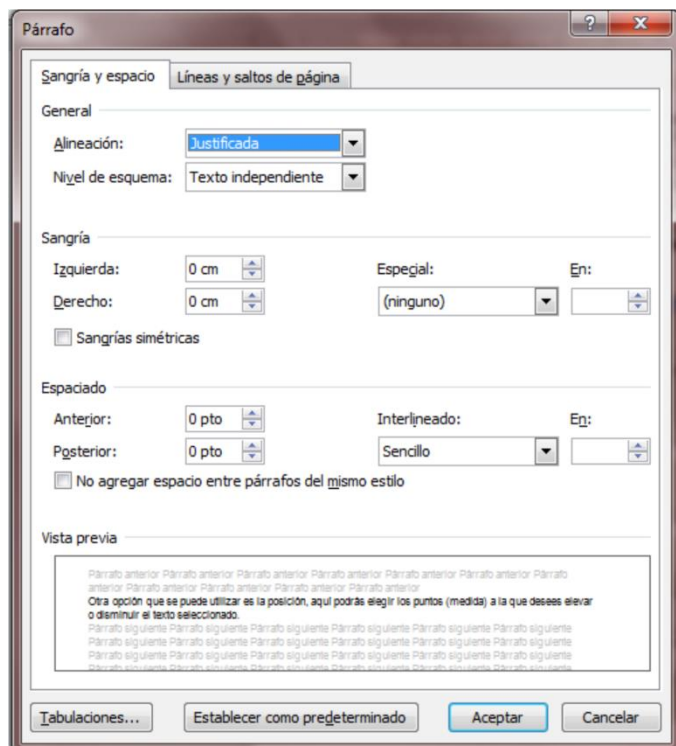 Párrafo
Sangría y espacio Líneas y saltos de página
General
Alineación: Justificada
Nivel de esquema: Texto independiente
Sangría
Izquierda: 0 cm Especial: En:
Derecho: 0 cm (ninguno)
Sangrías simétricas
Espaciado
Anterior: 0 pto Interlineado: En:
Posterior: 0 pto Sencillo
No agregar espacio entre párrafos del mismo estilo
Vista previa
Párrafo anterior Párrafo anterior Párrafo anterior Párrafo anterior Párrafo anterior Párrafo anterior Párrafo
anterior Párrafo anterior Párrafo anterior Párrafo anterior Párrafo anterior
Otra opción que se puede utilizar es la posición, aquí podrás elegir los puntos (medida) a la que desees elevar
o disminuir el texto seleccionado.
Párrafo siguiente Párrafo siguiente Párrafo siguiente Párrafo siguiente Párrafo siguiente Párrafo siguiente
Párrafo siguiente Párrafo siguiente Párrafo siguiente Párrafo siguiente Párrafo siguiente Párrafo siguiente
Párrafo siguiente Párrafo siguiente Párrafo siguiente Párrafo siguiente Párrafo siguiente Párrafo siguiente
Párrafo siguiente Párrafo siguiente Párrafo siguiente Párrafo siguiente Párrafo siguiente Párrafo siguiente
Tabulaciones... Establecer como predeterminado Aceptar Cancelar